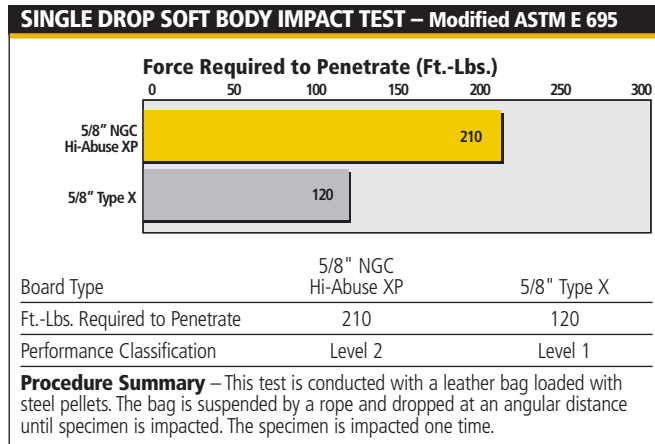 SINGLE DROP SOFT BODY IMPACT TEST – Modified ASTM E 695
Force Required to Penetrate (Ft.-Lbs.)
0 50 100 150 200 250 300
5/8” NGC
Hi-Abuse XP
210
5/8” Type X
120
5/8" NGC
Board Type Hi-Abuse XP 5/8" Type X
Ft.-Lbs. Required to Penetrate 210 120
Performance Classification Level 2 Level 1
Procedure Summary – This test is conducted with a leather bag loaded with
steel pellets. The bag is suspended by a rope and dropped at an angular distance
until specimen is impacted. The specimen is impacted one time.